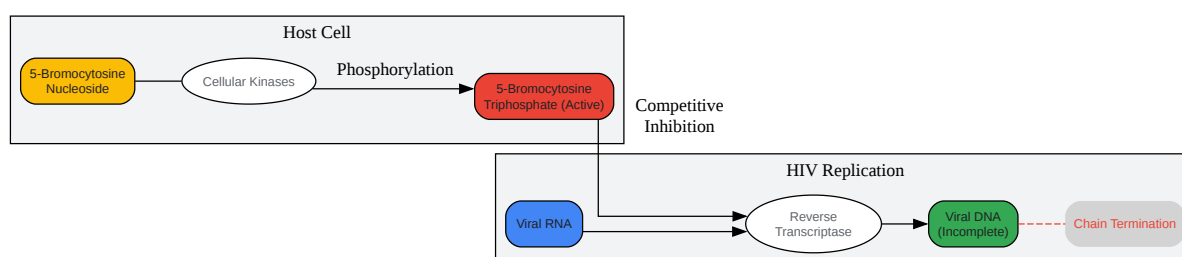 Host Cell
5-Bromocytosine
Nucleoside
Cellular Kinases
Phosphorylation
5-Bromocytosine
Triphosphate (Active)
Competitive
Inhibition
HIV Replication
Viral RNA
Reverse
Transcriptase
Viral DNA
(Incomplete)
Chain Termination